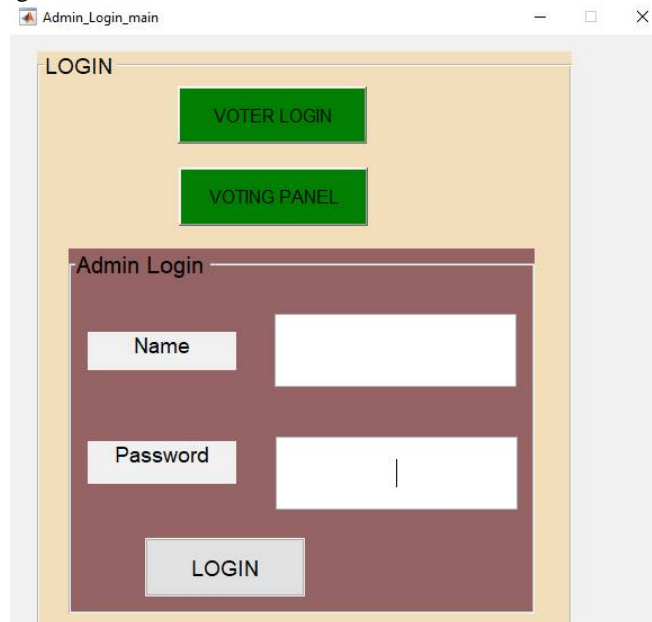 Admin_Login_main
LOGIN
VOTER LOGIN
VOTING PANEL
Admin Login
Name
Password
LOGIN